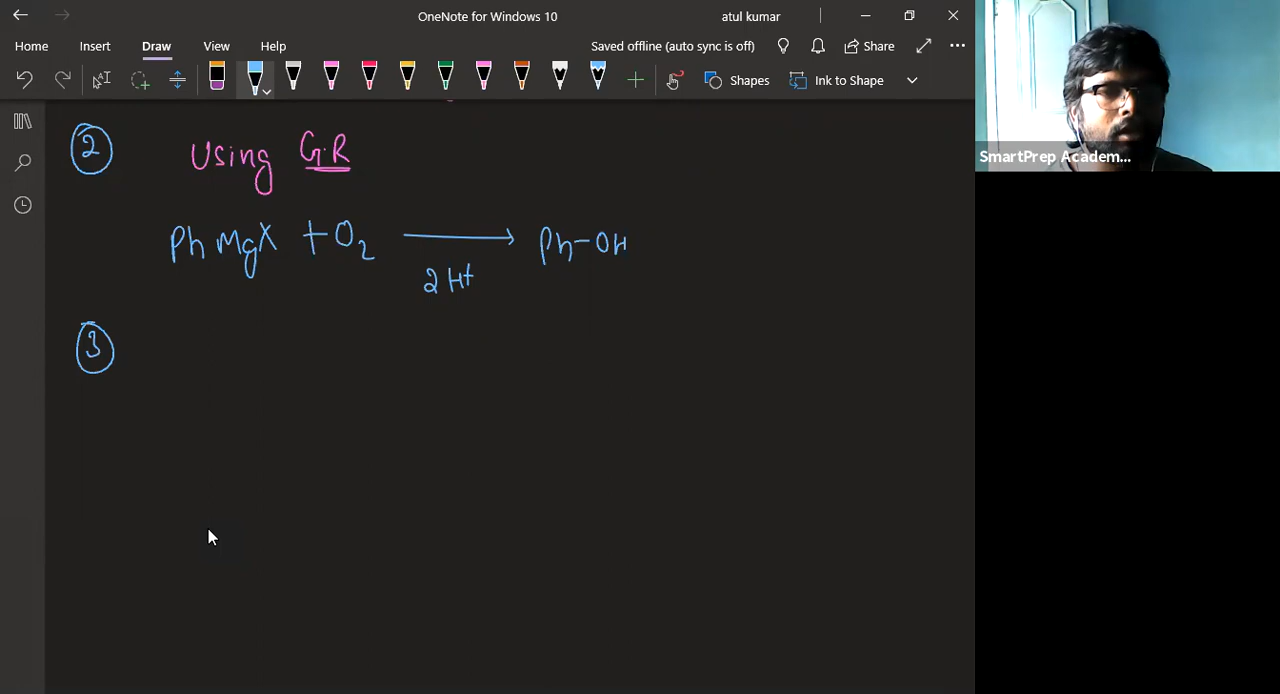 OneNote for Windows 10
atul kumar
Home Insert Draw View Help
Saved offline (auto sync is off) Share
Shapes Ink to Shape
SmartPrep Academ...
2 Using G.R
PhMgX + O2 → Ph-OH
2H+
3